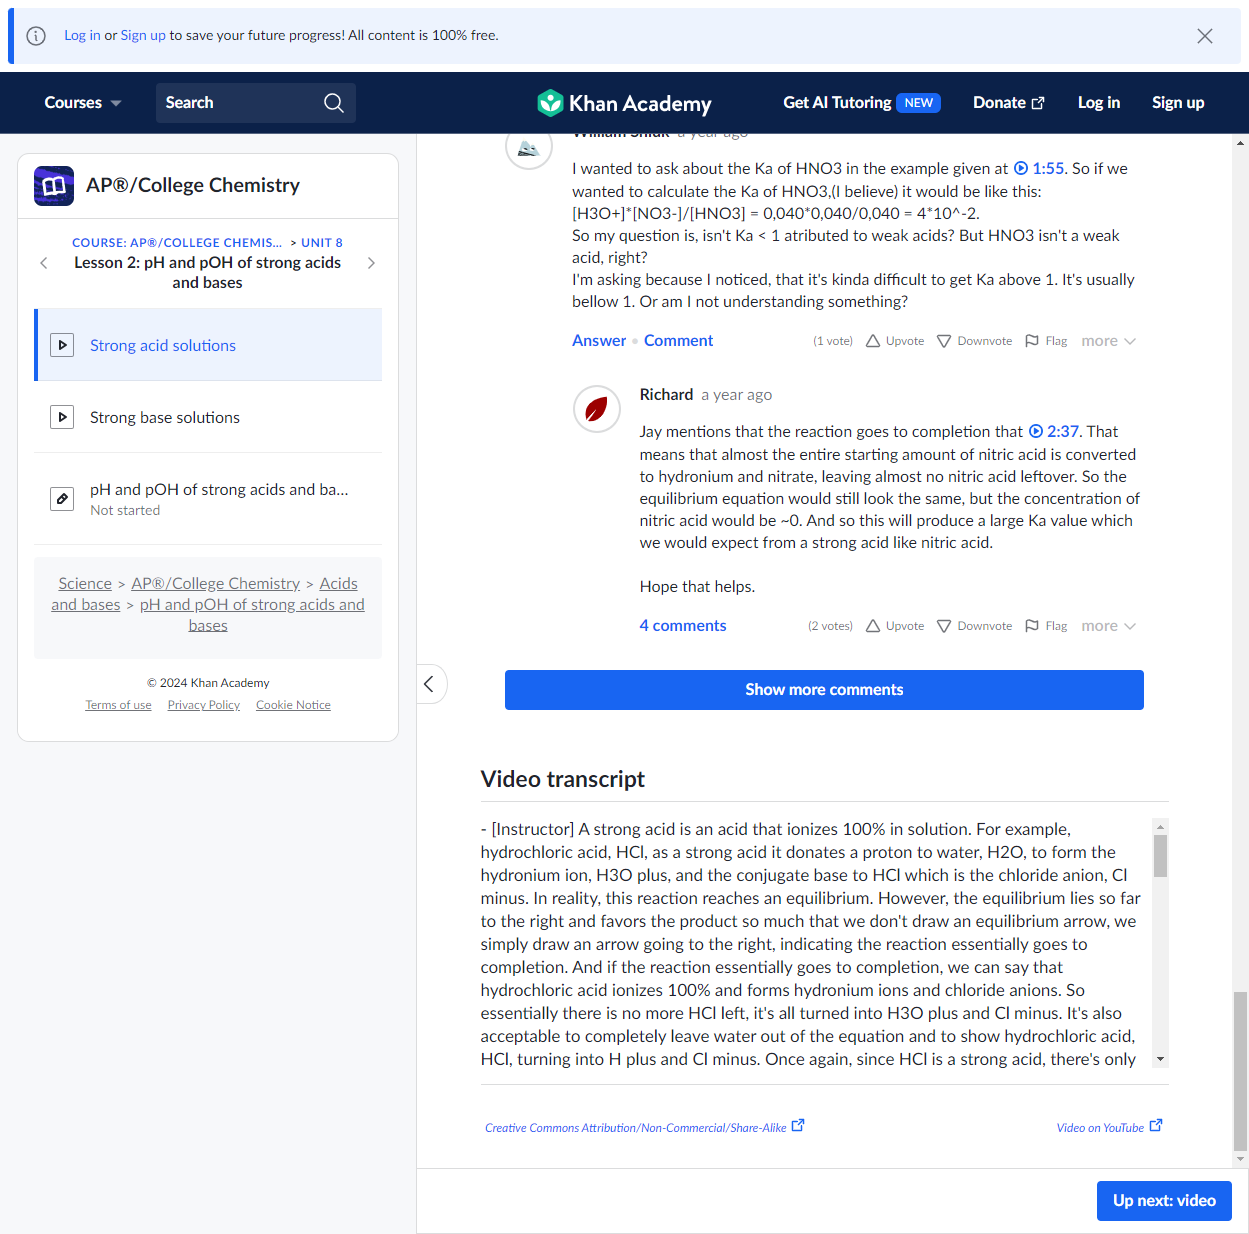 Log in or Sign up to save your future progress! All content is 100% free.
Courses
Search
Khan Academy
Get AI Tutoring NEW
Donate
Log in
Sign up
AP®/College Chemistry
COURSE: AP®/COLLEGE CHEMIS... > UNIT 8
Lesson 2: pH and pOH of strong acids
and bases
Strong acid solutions
Strong base solutions
pH and pOH of strong acids and ba...
Not started
Science > AP®/College Chemistry > Acids
and bases > pH and pOH of strong acids and
bases
© 2024 Khan Academy
Terms of use Privacy Policy Cookie Notice
a year ago
I wanted to ask about the Ka of HNO3 in the example given at 1:55. So if we
wanted to calculate the Ka of HNO3,(I believe) it would be like this:
[H3O+]*[NO3-]/[HNO3] = 0,040*0,040/0,040 = 4*10^-2.
So my question is, isn't Ka < 1 atributed to weak acids? But HNO3 isn't a weak
acid, right?
I'm asking because I noticed, that it's kinda difficult to get Ka above 1. It's usually
bellow 1. Or am I not understanding something?
Answer • Comment (1 vote) Upvote Downvote Flag more
Richard a year ago
Jay mentions that the reaction goes to completion that 2:37. That
means that almost the entire starting amount of nitric acid is converted
to hydronium and nitrate, leaving almost no nitric acid leftover. So the
equilibrium equation would still look the same, but the concentration of
nitric acid would be ~0. And so this will produce a large Ka value which
we would expect from a strong acid like nitric acid.
Hope that helps.
4 comments (2 votes) Upvote Downvote Flag more
Show more comments
Video transcript
- [Instructor] A strong acid is an acid that ionizes 100% in solution. For example,
hydrochloric acid, HCl, as a strong acid it donates a proton to water, H2O, to form the
hydronium ion, H3O plus, and the conjugate base to HCl which is the chloride anion, Cl
minus. In reality, this reaction reaches an equilibrium. However, the equilibrium lies so far
to the right and favors the product so much that we don't draw an equilibrium arrow, we
simply draw an arrow going to the right, indicating the reaction essentially goes to
completion. And if the reaction essentially goes to completion, we can say that
hydrochloric acid ionizes 100% and forms hydronium ions and chloride anions. So
essentially there is no more HCl left, it's all turned into H3O plus and Cl minus. It's also
acceptable to completely leave water out of the equation and to show hydrochloric acid,
HCl, turning into H plus and Cl minus. Once again, since HCl is a strong acid, there's only
Creative Commons Attribution/Non-Commercial/Share-Alike
Video on YouTube
Up next: video